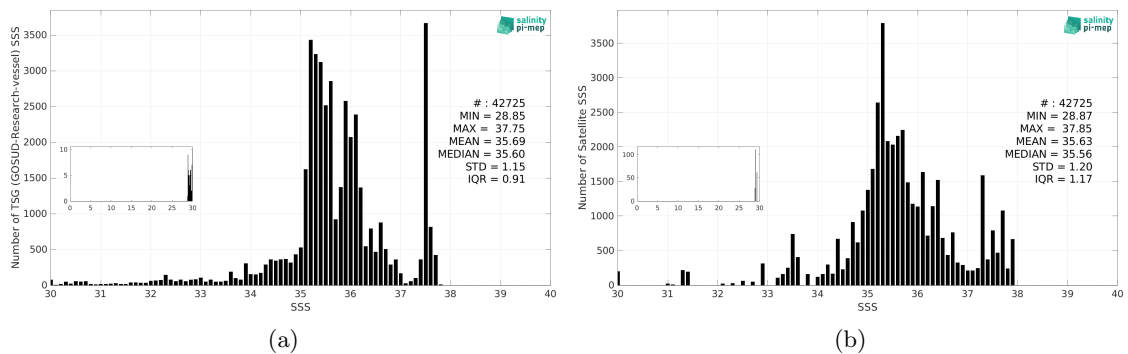 salinity
pi-mep
Number of TSG (GOSUD-Research-vessel) SSS
3500
3000
2500
2000
1500
1000
500
0
# : 42725
MIN = 28.85
MAX = 37.75
MEAN = 35.69
MEDIAN = 35.60
STD = 1.15
IQR = 0.91
10
5
0
0 5 10 15 20 25 30
30 31 32 33 34 35 36 37 38 39 40
SSS
(a)
salinity
pi-mep
Number of Satellite SSS
3500
3000
2500
2000
1500
1000
500
0
# : 42725
MIN = 28.87
MAX = 37.85
MEAN = 35.63
MEDIAN = 35.56
STD = 1.20
IQR = 1.17
100
50
0
0 5 10 15 20 25 30
30 31 32 33 34 35 36 37 38 39 40
SSS
(b)